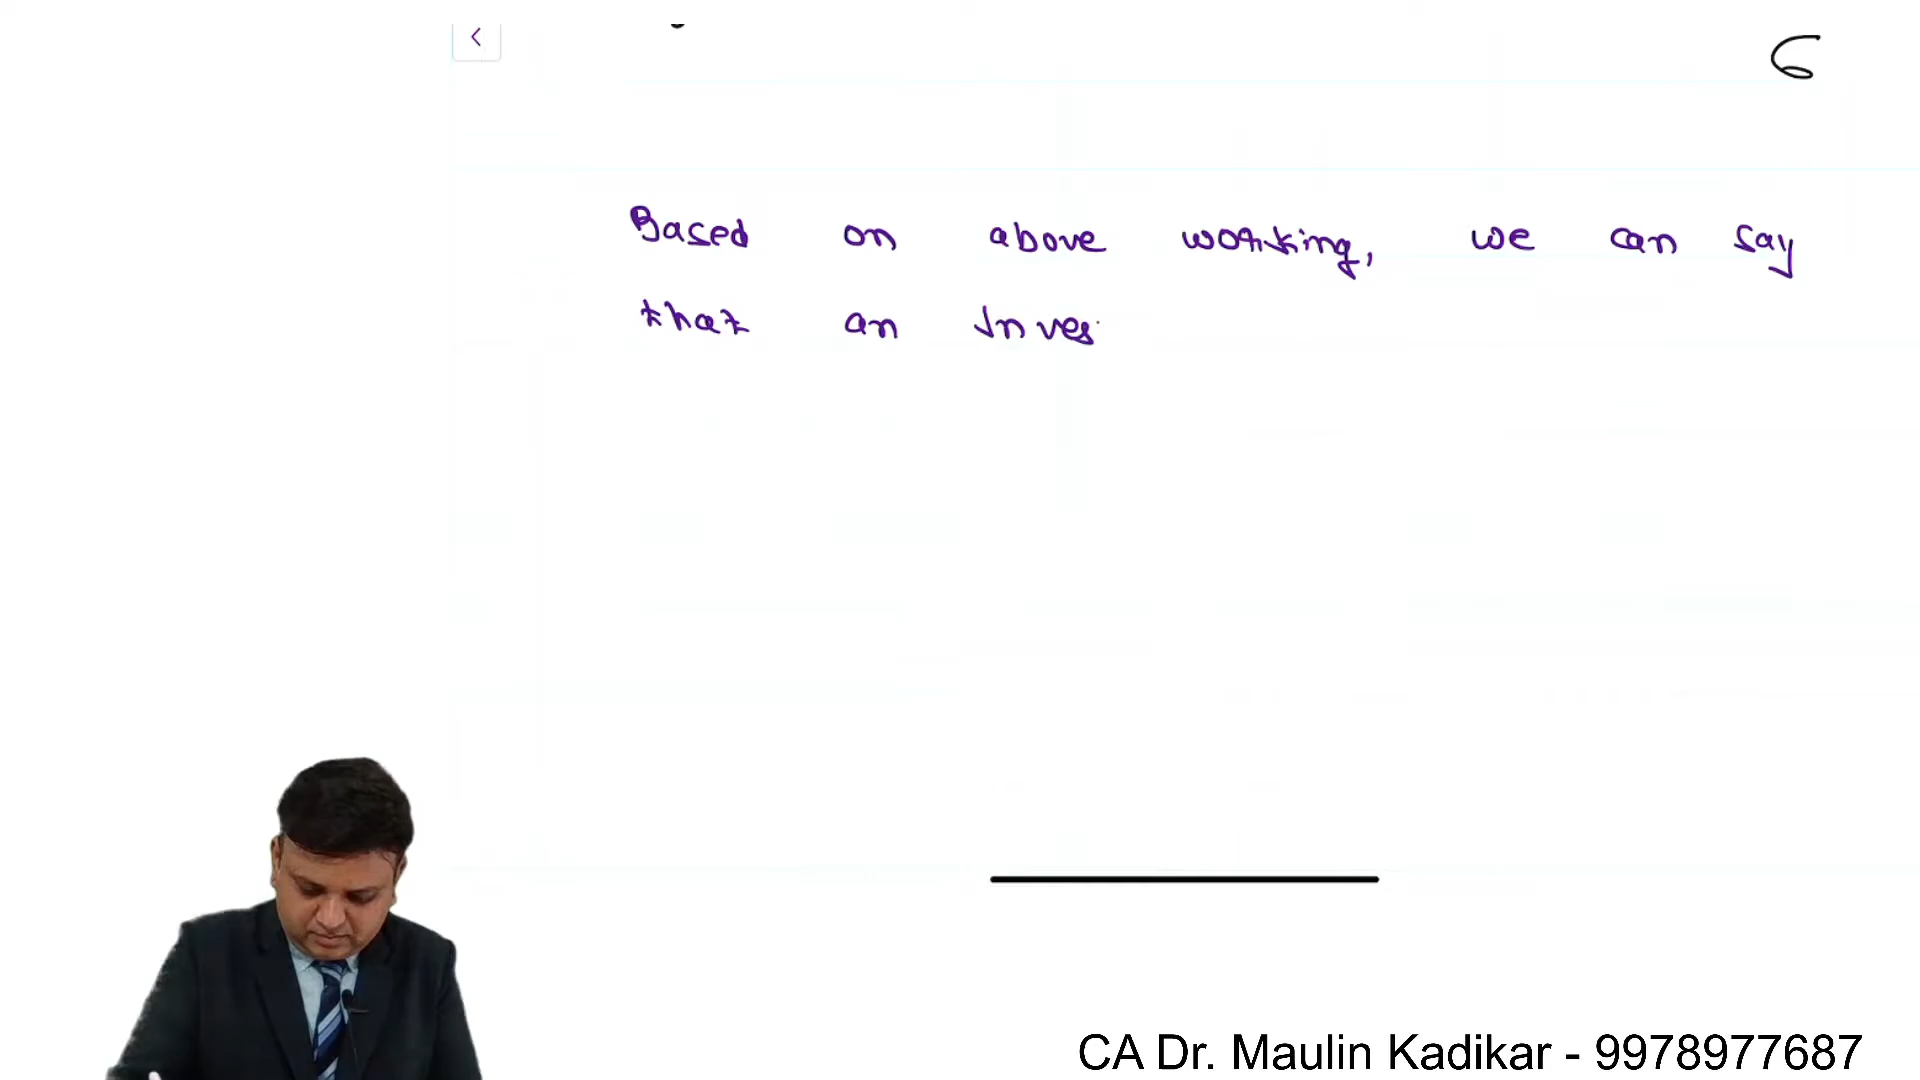 6
Based on above working, we can say
that an Inves
CA Dr. Maulin Kadikar - 9978977687